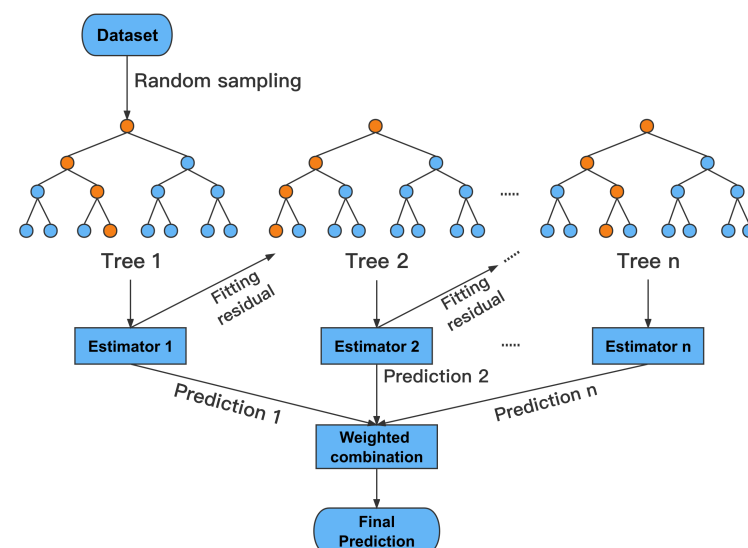 Dataset
Random sampling
.....
Tree 1
Tree 2
.....
Tree n
Fitting
residual
Fitting
residual
Estimator 1
Estimator 2
.....
Estimator n
Prediction 1
Prediction 2
Prediction n
Weighted
combination
Final
Prediction